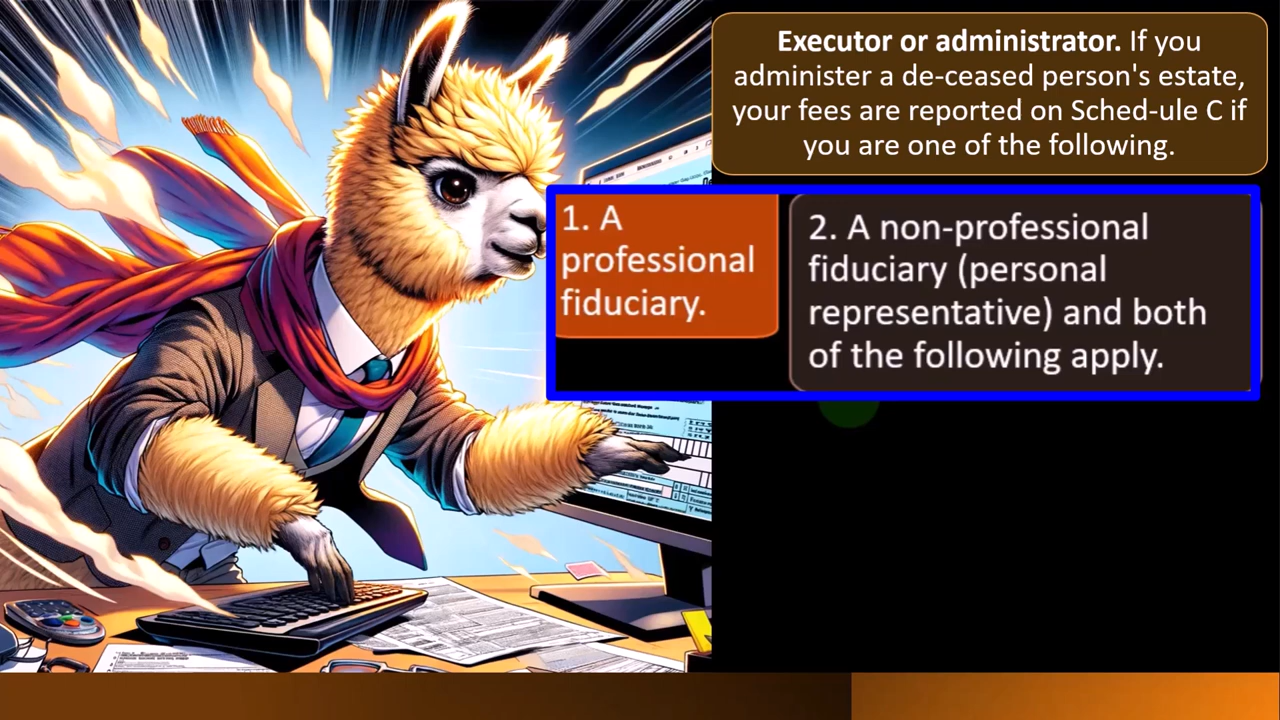 Executor or administrator. If you
administer a de-ceased person's estate,
your fees are reported on Sched-ule C if
you are one of the following.
1. A
professional
fiduciary.
2. A non-professional
fiduciary (personal
representative) and both
of the following apply.